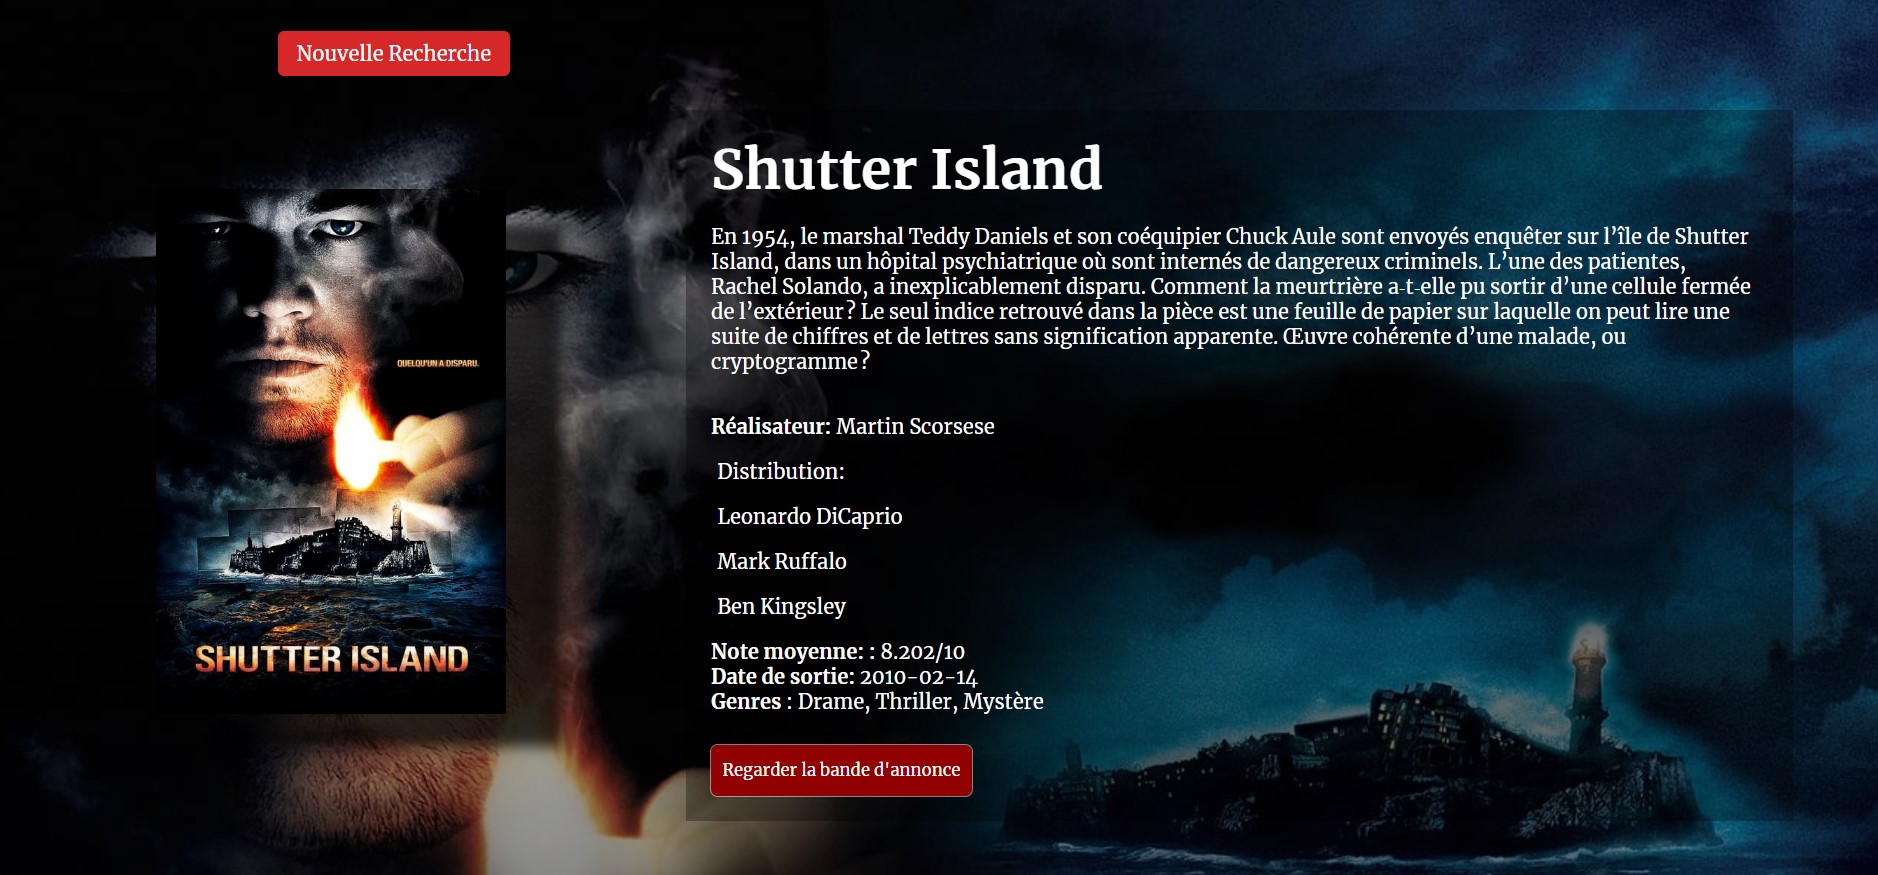 Nouvelle Recherche
QUELQU'UN A DISPARU.
SHUTTER ISLAND
Shutter Island
En 1954, le marshal Teddy Daniels et son coéquipier Chuck Aule sont envoyés enquêter sur l’île de Shutter
Island, dans un hôpital psychiatrique où sont internés de dangereux criminels. L’une des patientes,
Rachel Solando, a inexplicablement disparu. Comment la meurtrière a-t-elle pu sortir d’une cellule fermée
de l’extérieur ? Le seul indice retrouvé dans la pièce est une feuille de papier sur laquelle on peut lire une
suite de chiffres et de lettres sans signification apparente. Œuvre cohérente d’une malade, ou
cryptogramme ?
Réalisateur: Martin Scorsese
Distribution:
Leonardo DiCaprio
Mark Ruffalo
Ben Kingsley
Note moyenne: : 8.202/10
Date de sortie: 2010-02-14
Genres : Drame, Thriller, Mystère
Regarder la bande d'annonce